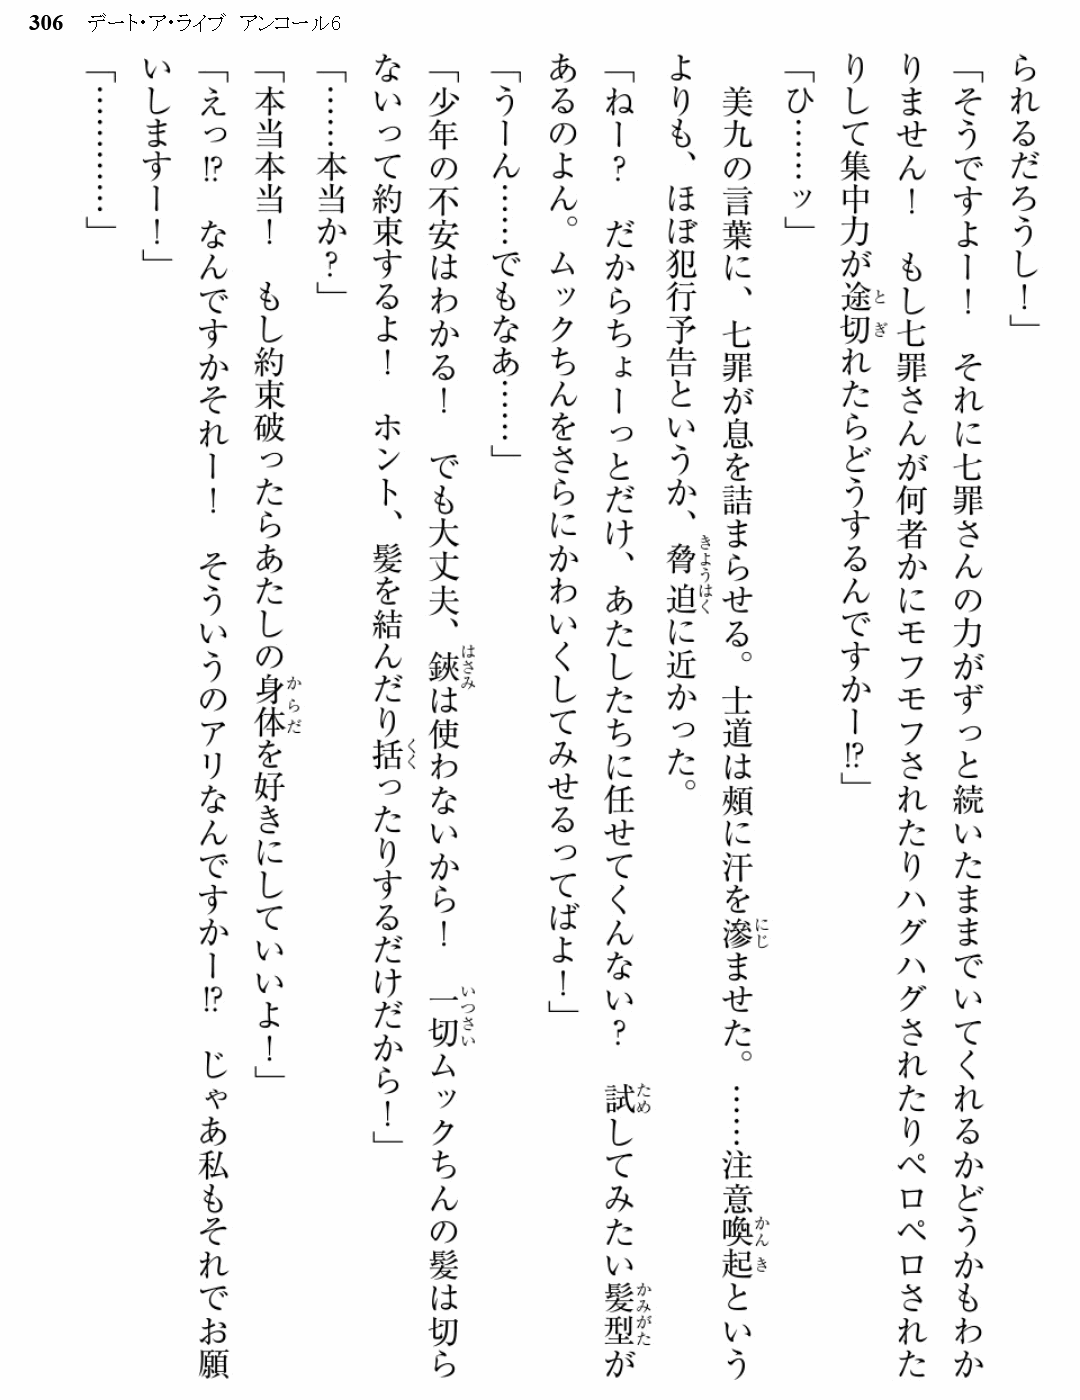 306 デート・ア・ライブ アンコール6
られるだろうし！」
「そうですよー！　それに七罪さんの力がずっと続いたままでいてくれるかどうかもわか
りません！　もし七罪さんが何者かにモフモフされたりハグハグされたりペロペロされた
りして集中力が途切れたらどうするんですかー!?」
「ひ……ッ」
　美九の言葉に、七罪が息を詰まらせる。士道は頰に汗を滲ませた。……注意喚起という
よりも、ほぼ犯行予告というか、脅迫に近かった。
「ねー？　だからちょーっとだけ、あたしたちに任せてくんない？　試してみたい髪型が
あるのよん。ムックちんをさらにかわいくしてみせるってばよ！」
「うーん……でもなあ……」
「少年の不安はわかる！　でも大丈夫、鋏は使わないから！　一切ムックちんの髪は切ら
ないって約束するよ！　ホント、髪を結んだり括ったりするだけだから！」
「……本当か？」
「本当本当！　もし約束破ったらあたしの身体を好きにしていいよ！」
「えっ!?　なんですかそれー！　そういうのアリなんですかー!?　じゃあ私もそれでお願
いしますすー！」
「…………」